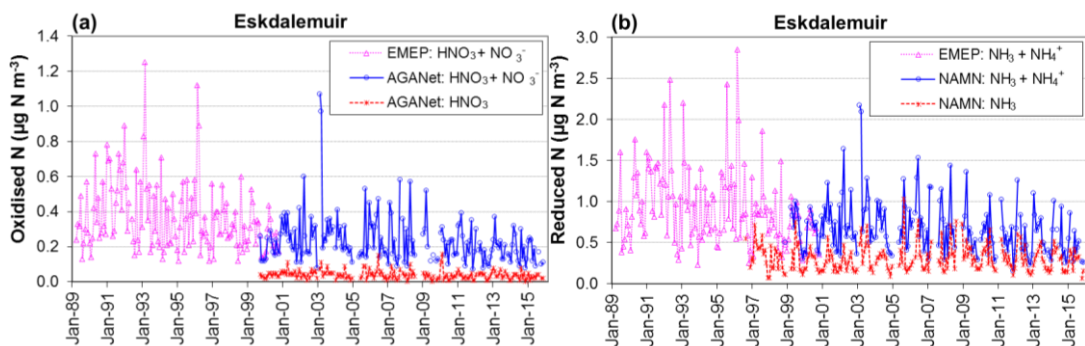 (a) Eskdalemuir
Oxidised N (µg N m⁻³)
1.4
1.2
1.0
0.8
0.6
0.4
0.2
0.0
EMEP: HNO₃+ NO ₃⁻
AGANet: HNO₃+ NO ₃⁻
AGANet: HNO₃
Jan-89
Jan-91
Jan-93
Jan-95
Jan-97
Jan-99
Jan-01
Jan-03
Jan-05
Jan-07
Jan-09
Jan-11
Jan-13
Jan-15
(b) Eskdalemuir
Reduced N (µg N m⁻³)
3.0
2.5
2.0
1.5
1.0
0.5
0.0
EMEP: NH₃ + NH₄⁺
NAMN: NH₃ + NH₄⁺
NAMN: NH₃
Jan-89
Jan-91
Jan-93
Jan-95
Jan-97
Jan-99
Jan-01
Jan-03
Jan-05
Jan-07
Jan-09
Jan-11
Jan-13
Jan-15